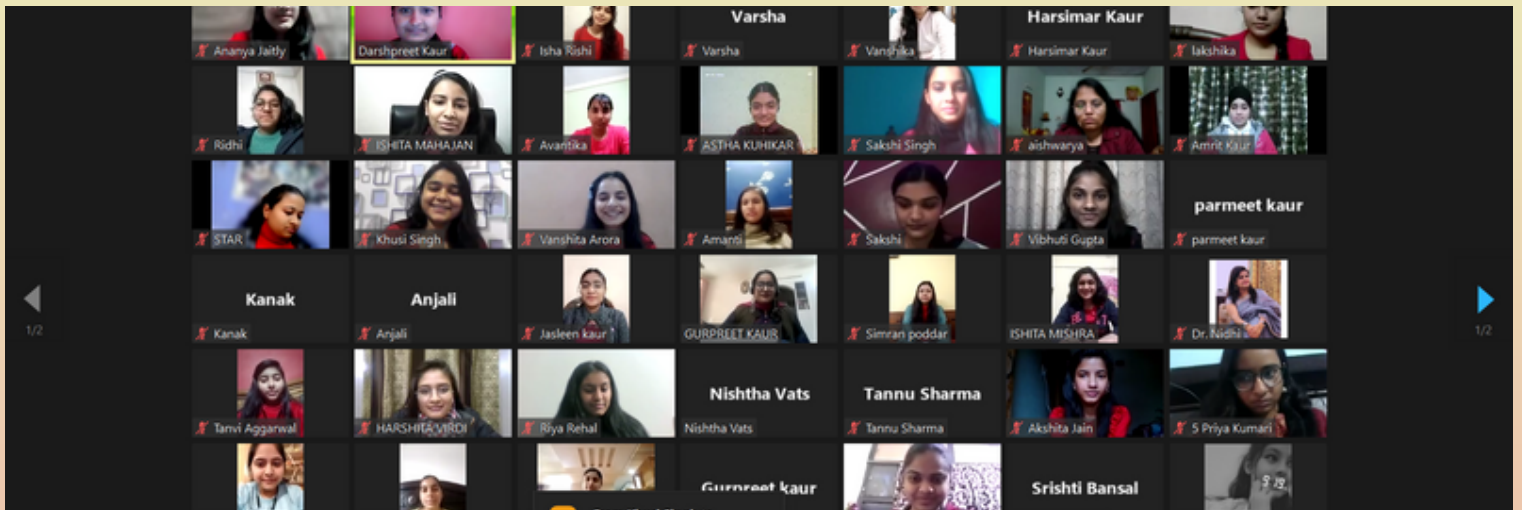 Varsha
Harsimar Kaur
Ananya Jaitly
Darshpreet Kaur
Isha Rishi
Varsha
Vanshika
Harsimar Kaur
lakshika
Ridhi
ISHITA MAHAJAN
Avantika
ASTHA KUHIKAR
Sakshi Singh
aishwarya
Amrit Kaur
parmeet kaur
STAR
Khusi Singh
Vanshita Arora
Amanti
Sakshi
Vibhuti Gupta
parmeet kaur
Kanak
Anjali
Kanak
Anjali
Jasleen kaur
GURPREET KAUR
Simran poddar
ISHITA MISHRA
Dr. Nidhi
1/2
1/2
Nishtha Vats
Tannu Sharma
Tanvi Aggarwal
HARSHITA VIRDI
Riya Rehal
Nishtha Vats
Tannu Sharma
Akshita Jain
5 Priya Kumari
Gurpreet kaur
Srishti Bansal